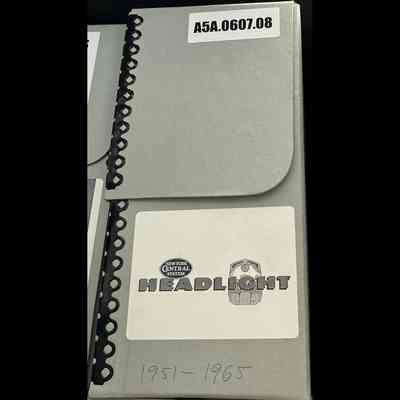 A5A.0607.08
NEW YORK
CENTRAL
SYSTEM
HEADLIGHT
1951-1965